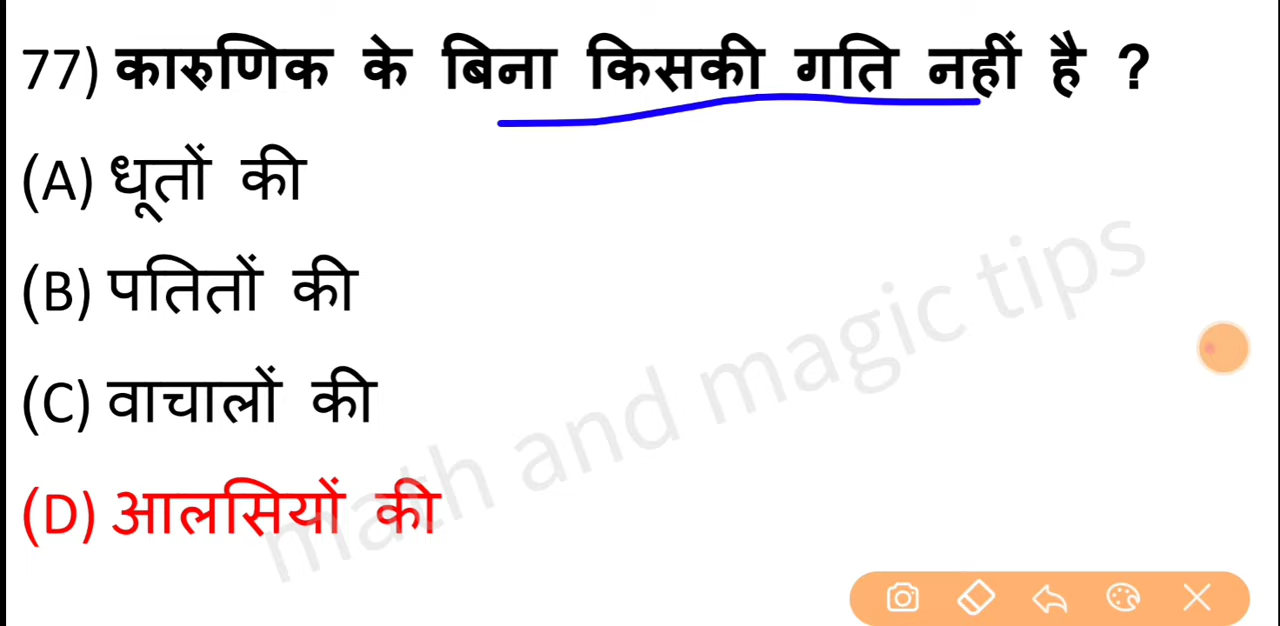 77) कारुणिक के बिना किसकी गति नहीं है ?
(A) धूतों की
(B) पतितों की
(C) वाचालों की
(D) आलसियों की
math and magic tips